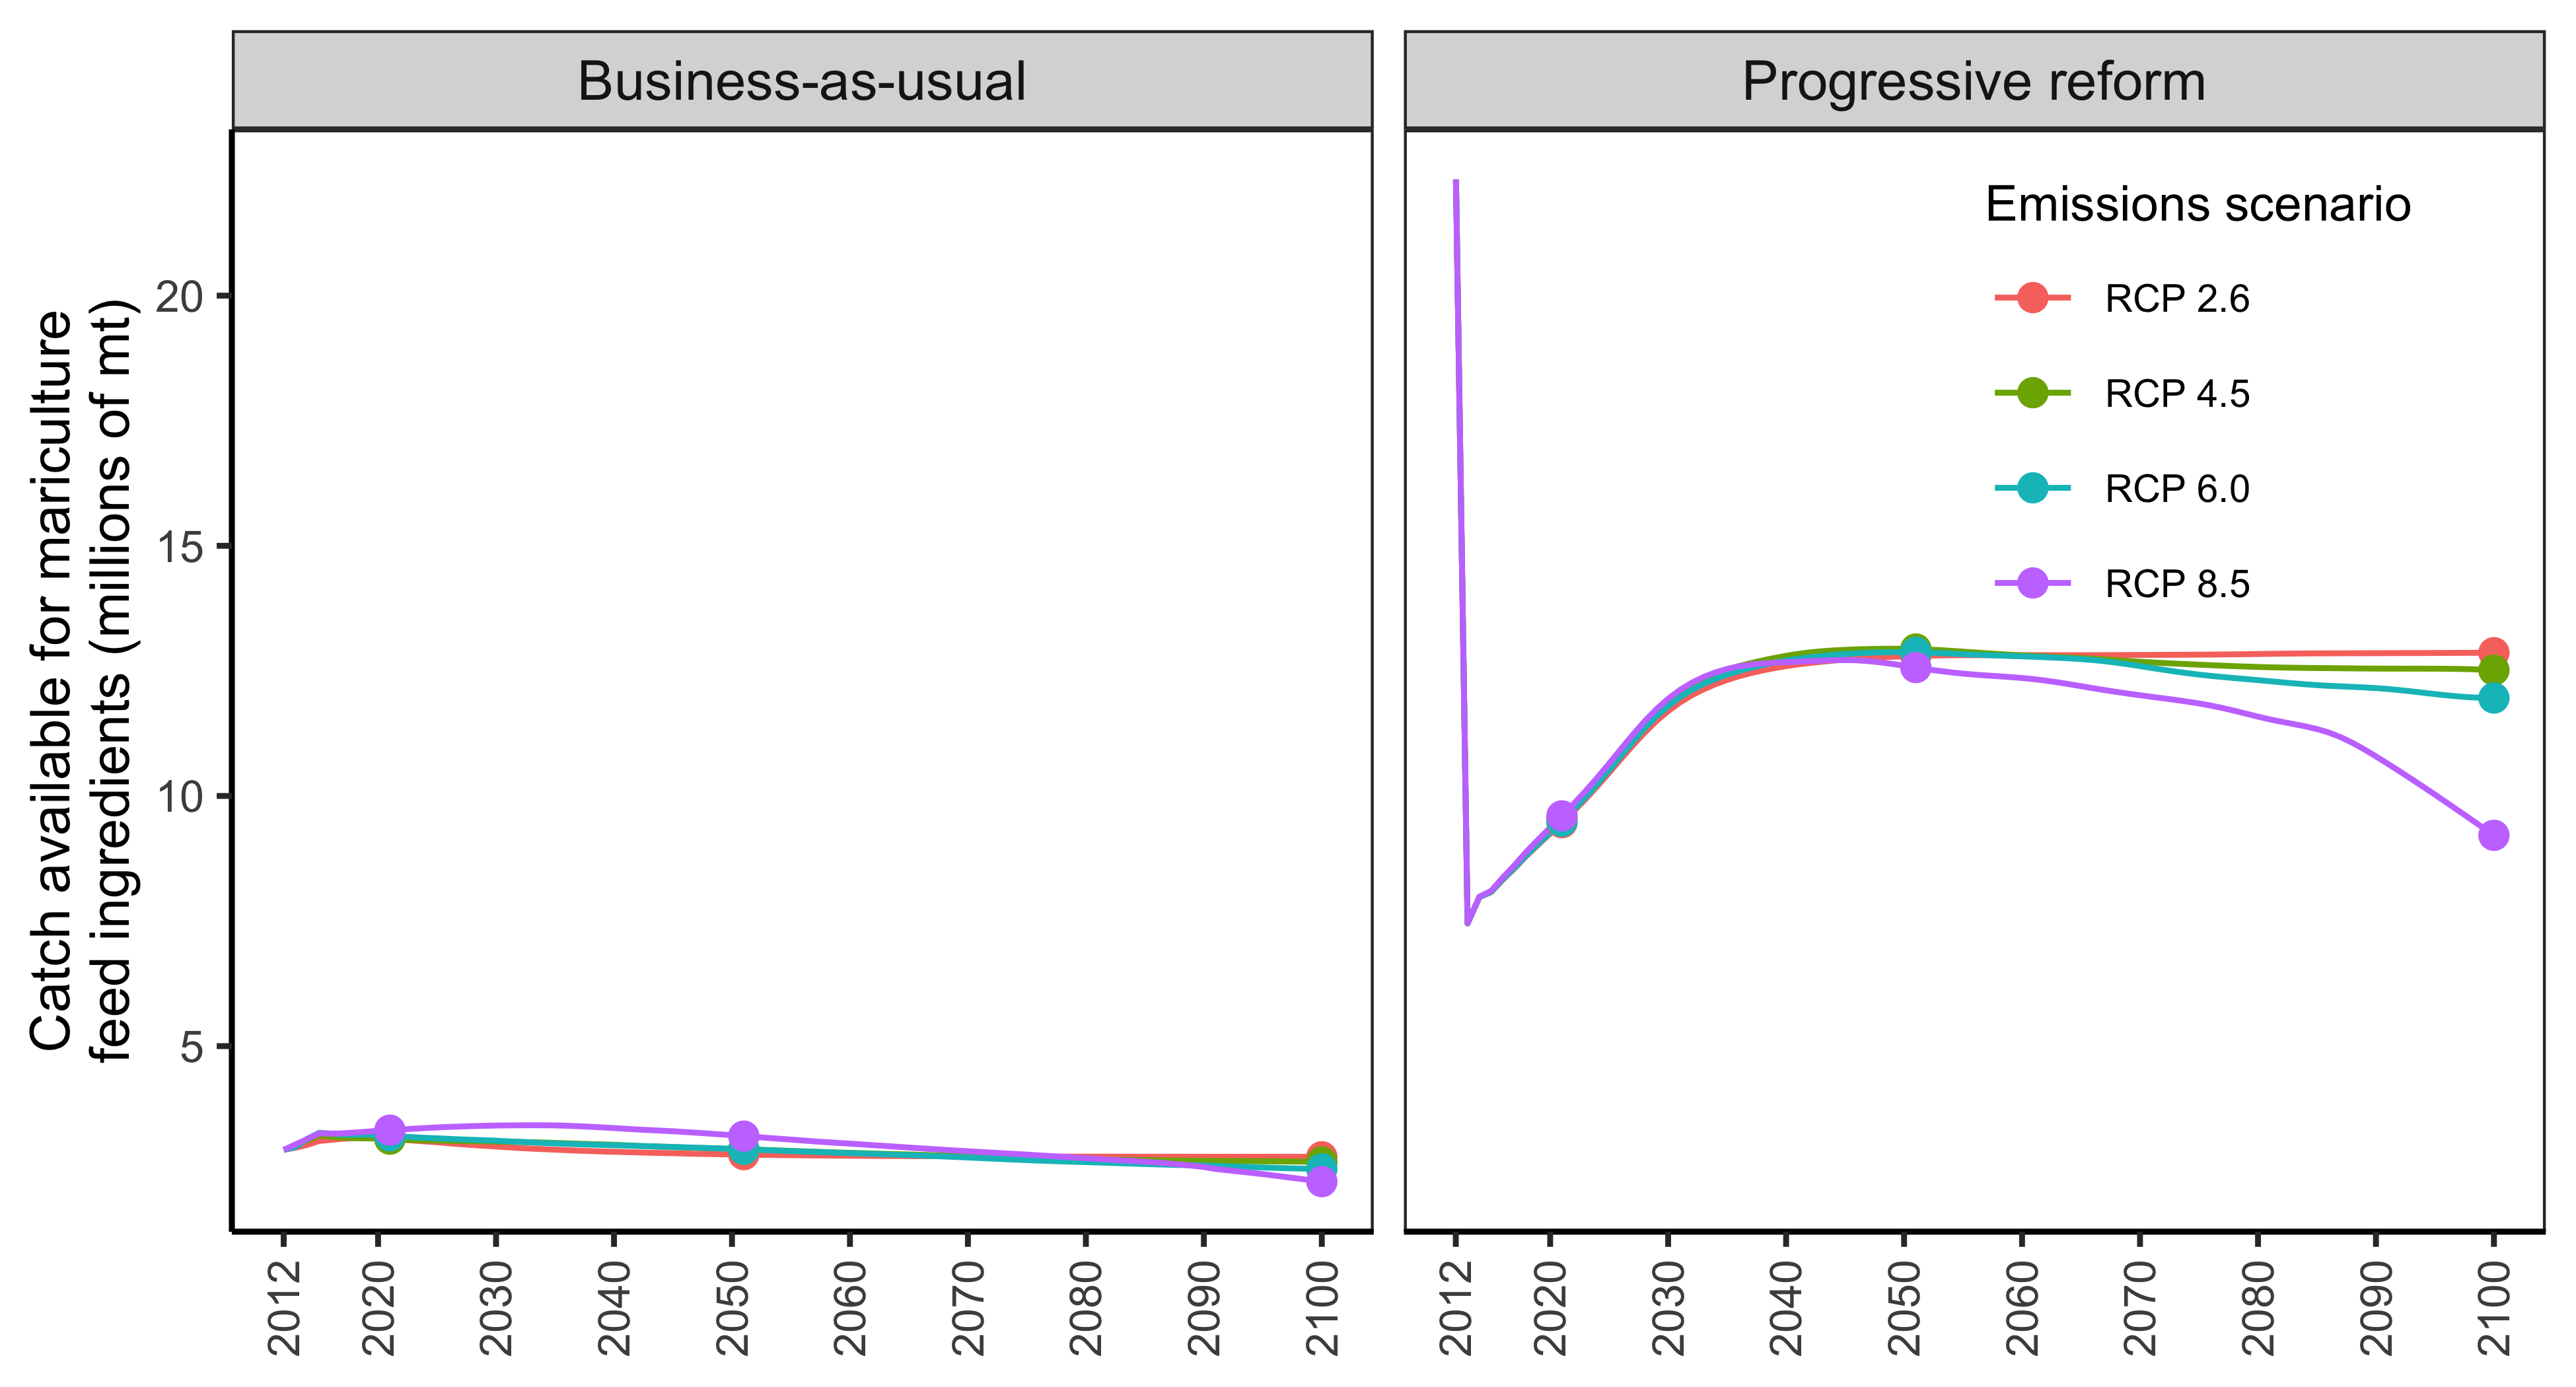 Business-as-usual
Progressive reform
Catch available for mariculture
feed ingredients (millions of mt)
20
15
10
5
Emissions scenario
RCP 2.6
RCP 4.5
RCP 6.0
RCP 8.5
2012 2020 2030 2040 2050 2060 2070 2080 2090 2100
2012 2020 2030 2040 2050 2060 2070 2080 2090 2100